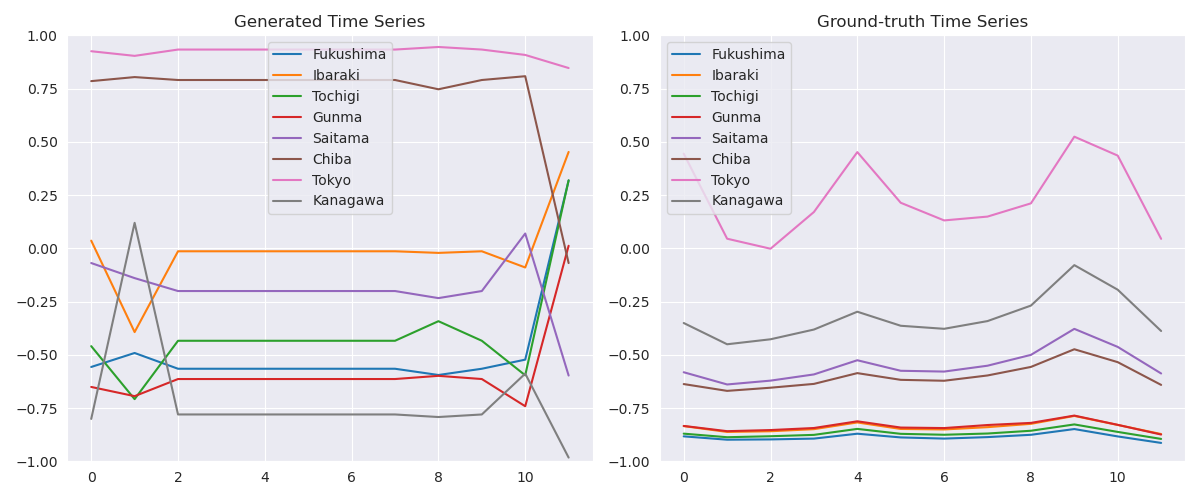 Generated Time Series
1.00
0.75
0.50
0.25
0.00
−0.25
−0.50
−0.75
−1.00
0 2 4 6 8 10
Fukushima
Ibaraki
Tochigi
Gunma
Saitama
Chiba
Tokyo
Kanagawa
Ground-truth Time Series
1.00
0.75
0.50
0.25
0.00
−0.25
−0.50
−0.75
−1.00
0 2 4 6 8 10
Fukushima
Ibaraki
Tochigi
Gunma
Saitama
Chiba
Tokyo
Kanagawa